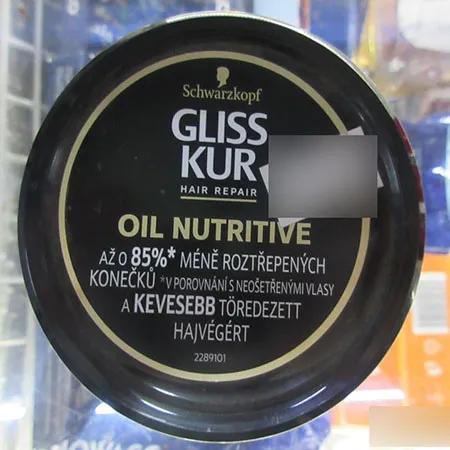 Schwarzkopf
GLISS
KUR
HAIR REPAIR
OIL NUTRITIVE
AŽ O 85%* MÉNĚ ROZTŘEPENÝCH
KONEČKŮ *V POROVNÁNÍ S NEOŠETŘENÝMI VLASY
A KEVESEBB TÖREDEZETT
HAJVÉGÉRT
2289101